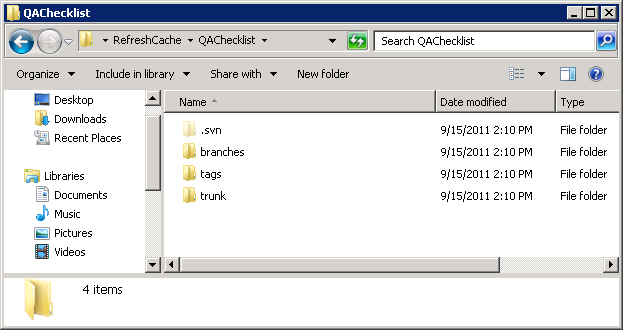 QAChecklist
RefreshCache QAChecklist Search QAChecklist
Organize Include in library Share with New folder
Name Date modified Type
Desktop
Downloads
Recent Places
Libraries
Documents
Music
Pictures
Videos
.svn 9/15/2011 2:10 PM File folder
branches 9/15/2011 2:10 PM File folder
tags 9/15/2011 2:10 PM File folder
trunk 9/15/2011 2:10 PM File folder
4 items